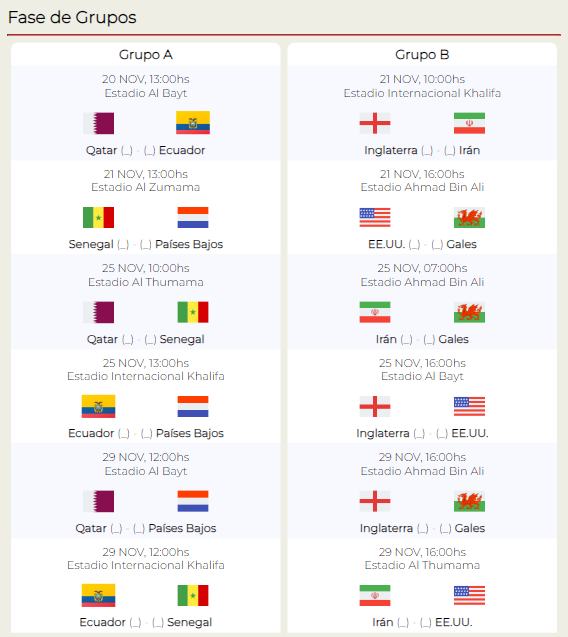 Fase de Grupos
Grupo A
20 NOV, 13:00hs
Estadio Al Bayt
Qatar (_) - (_) Ecuador
21 NOV, 13:00hs
Estadio Al Zumama
Senegal (_) - (_) Países Bajos
25 NOV, 10:00hs
Estadio Al Thumama
Qatar (_) - (_) Senegal
25 NOV, 13:00hs
Estadio Internacional Khalifa
Ecuador (_) - (_) Países Bajos
29 NOV, 12:00hs
Estadio Al Bayt
Qatar (_) - (_) Países Bajos
29 NOV, 12:00hs
Estadio Internacional Khalifa
Ecuador (_) - (_) Senegal
Grupo B
21 NOV, 10:00hs
Estadio Internacional Khalifa
Inglaterra (_) - (_) Irán
21 NOV, 16:00hs
Estadio Ahmad Bin Ali
EE.UU. (_) - (_) Gales
25 NOV, 07:00hs
Estadio Ahmad Bin Ali
Irán (_) - (_) Gales
25 NOV, 16:00hs
Estadio Al Bayt
Inglaterra (_) - (_) EE.UU.
29 NOV, 16:00hs
Estadio Ahmad Bin Ali
Inglaterra (_) - (_) Gales
29 NOV, 16:00hs
Estadio Al Thumama
Irán (_) - (_) EE.UU.